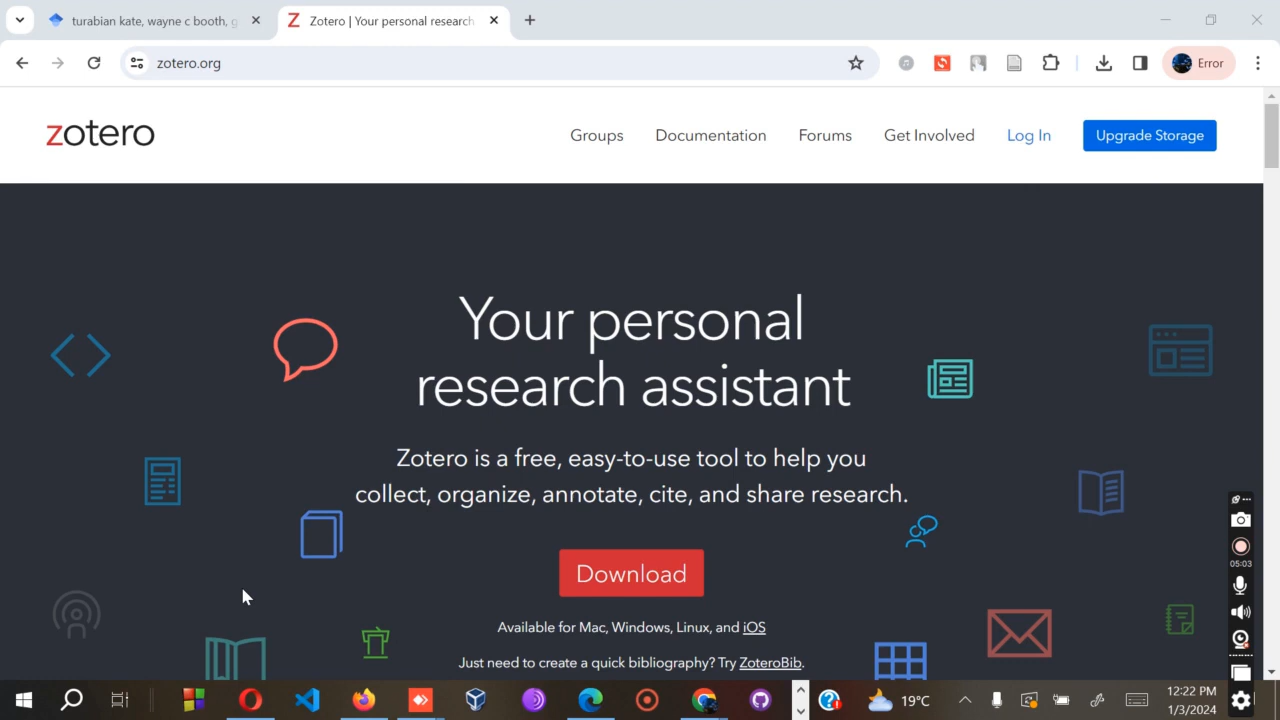 turabian kate, wayne c booth, g
Zotero | Your personal research
zotero.org
Error
zotero
Groups
Documentation
Forums
Get Involved
Log In
Upgrade Storage
Your personal
research assistant
Zotero is a free, easy-to-use tool to help you
collect, organize, annotate, cite, and share research.
Download
Available for Mac, Windows, Linux, and iOS
Just need to create a quick bibliography? Try ZoteroBib.
05:03
19°C
12:22 PM
1/3/2024